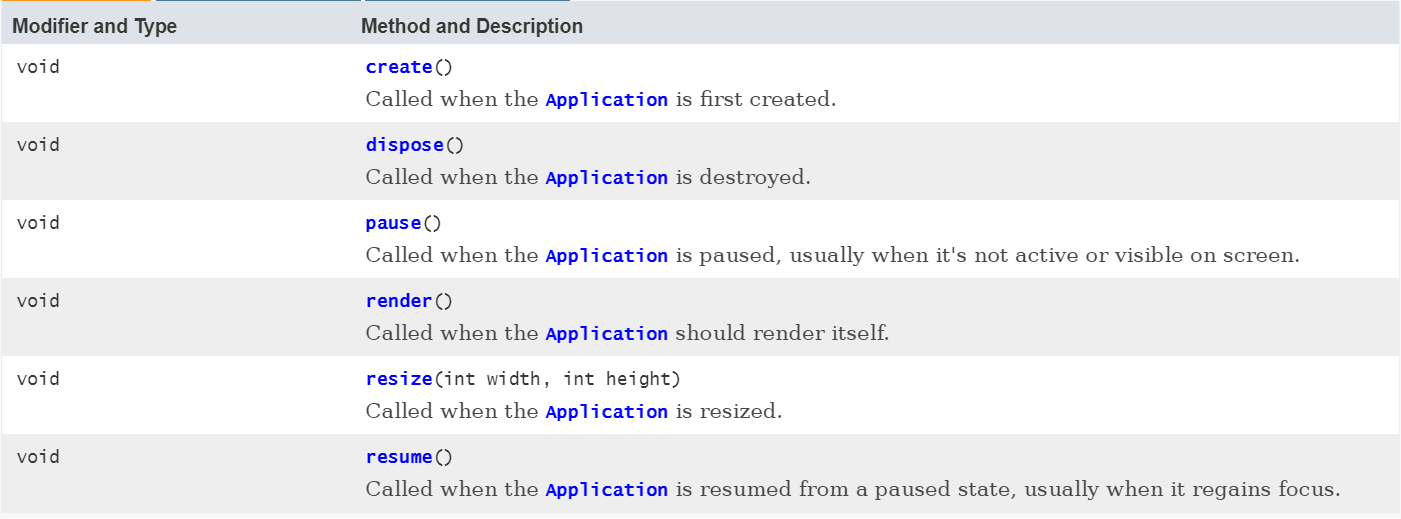 Modifier and Type Method and Description
void create()
Called when the Application is first created.
void dispose()
Called when the Application is destroyed.
void pause()
Called when the Application is paused, usually when it's not active or visible on screen.
void render()
Called when the Application should render itself.
void resize(int width, int height)
Called when the Application is resized.
void resume()
Called when the Application is resumed from a paused state, usually when it regains focus.